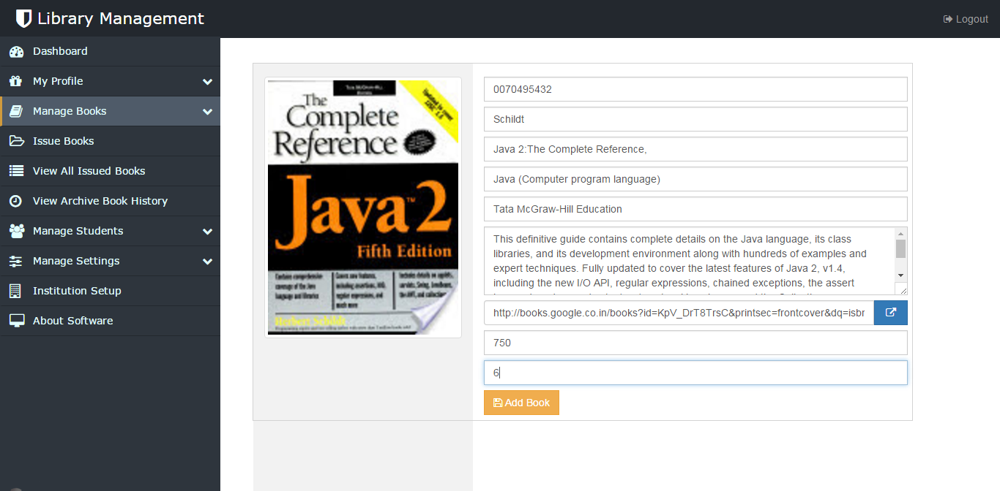 Library Management
Logout
Dashboard
My Profile
Manage Books
Issue Books
View All Issued Books
View Archive Book History
Manage Students
Manage Settings
Institution Setup
About Software
The
Complete
Reference
Java™ 2
Fifth Edition
Herbert Schildt
0070495432
Schildt
Java 2:The Complete Reference,
Java (Computer program language)
Tata McGraw-Hill Education
This definitive guide contains complete details on the Java language, its class
libraries, and its development environment along with hundreds of examples and
expert techniques. Fully updated to cover the latest features of Java 2, v1.4,
including the new I/O API, regular expressions, chained exceptions, the assert
http://books.google.co.in/books?id=KpV_DrT8TrsC&printsec=frontcover&dq=isbn
750
6
Add Book